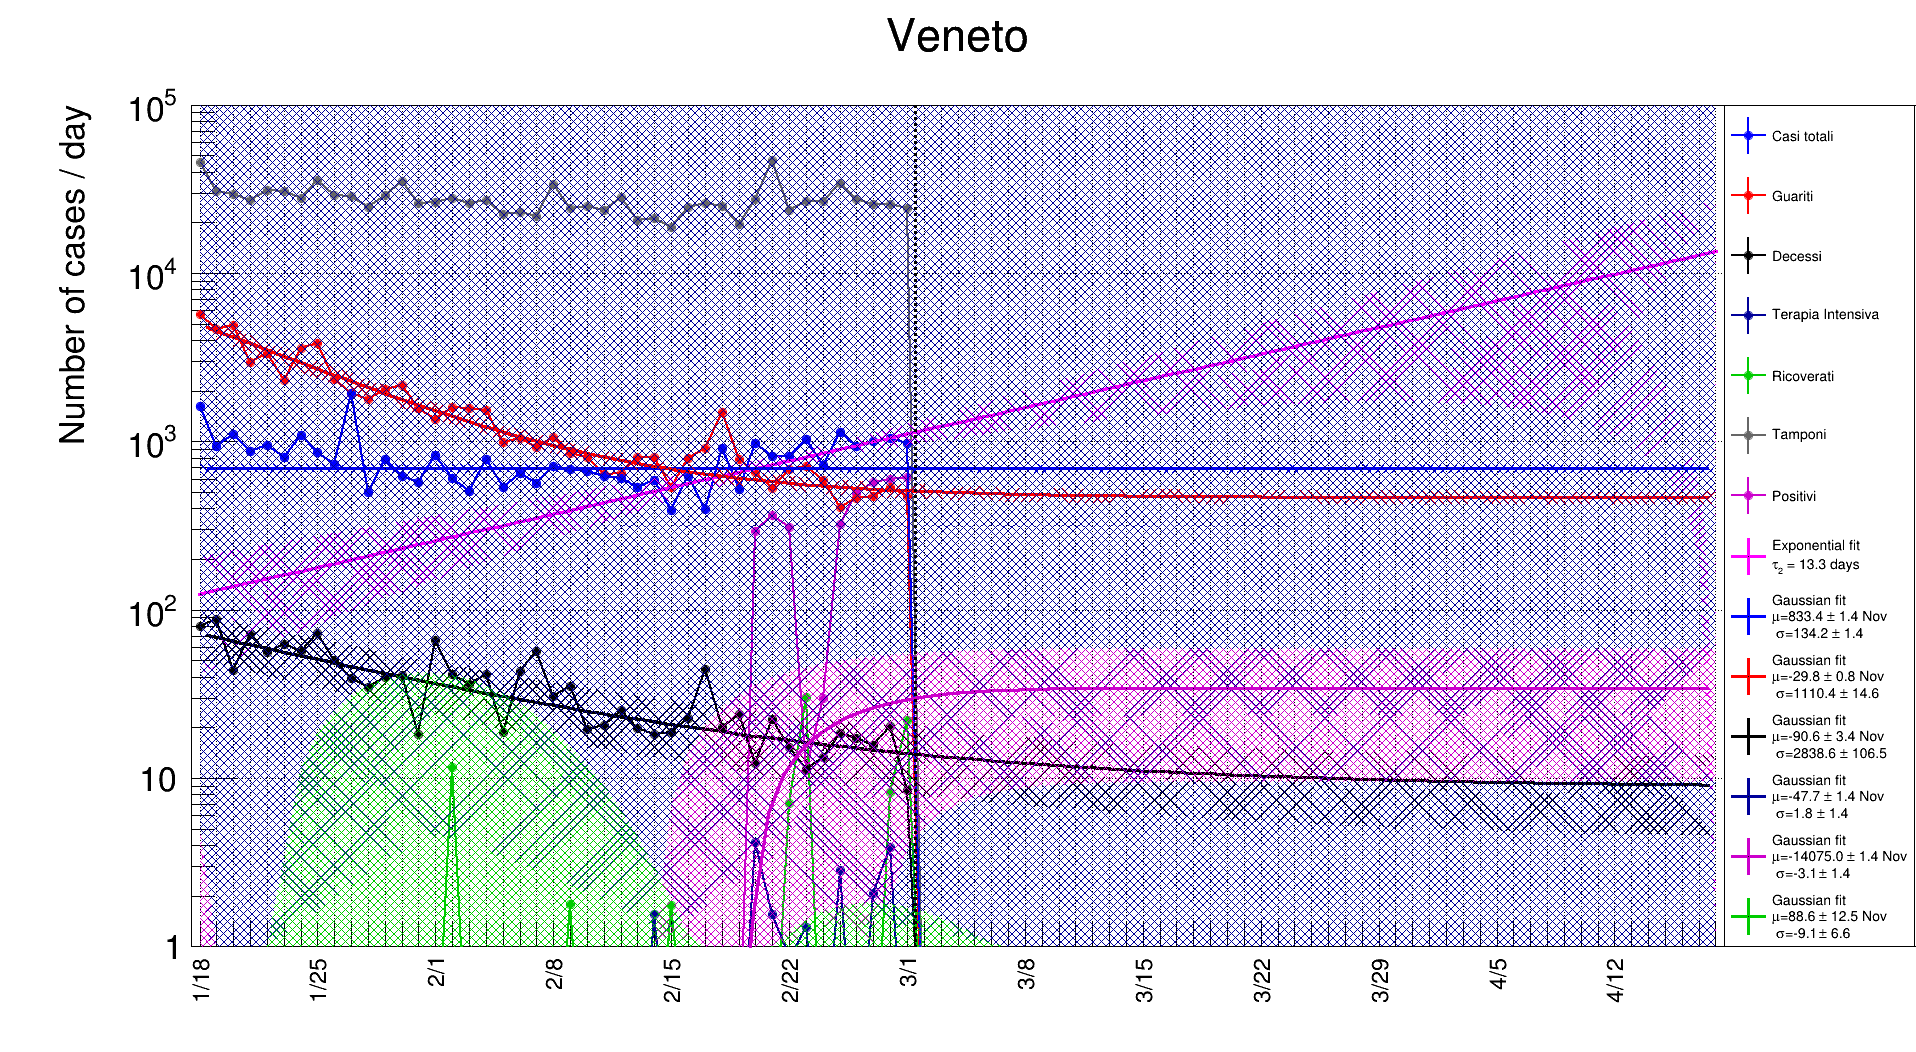 Veneto
Number of cases / day
10^5
10^4
10^3
10^2
10
1
1/18
1/25
2/1
2/8
2/15
2/22
3/1
3/8
3/15
3/22
3/29
4/5
4/12
Casi totali
Guariti
Decessi
Terapia Intensiva
Ricoverati
Tamponi
Positivi
Exponential fit
τ₂ = 13.3 days
Gaussian fit
μ=833.4 ± 1.4 Nov
σ=134.2 ± 1.4
Gaussian fit
μ=-29.8 ± 0.8 Nov
σ=1110.4 ± 14.6
Gaussian fit
μ=-90.6 ± 3.4 Nov
σ=2838.6 ± 106.5
Gaussian fit
μ=-47.7 ± 1.4 Nov
σ=1.8 ± 1.4
Gaussian fit
μ=-14075.0 ± 1.4 Nov
σ=-3.1 ± 1.4
Gaussian fit
μ=88.6 ± 12.5 Nov
σ=-9.1 ± 6.6